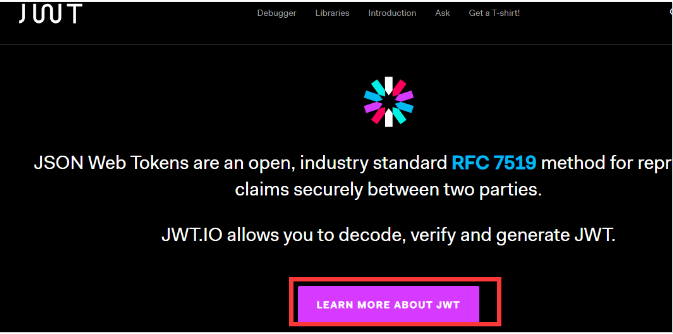 JWT
Debugger Libraries Introduction Ask Get a T-shirt!
JSON Web Tokens are an open, industry standard RFC 7519 method for repr
claims securely between two parties.
JWT.IO allows you to decode, verify and generate JWT.
LEARN MORE ABOUT JWT